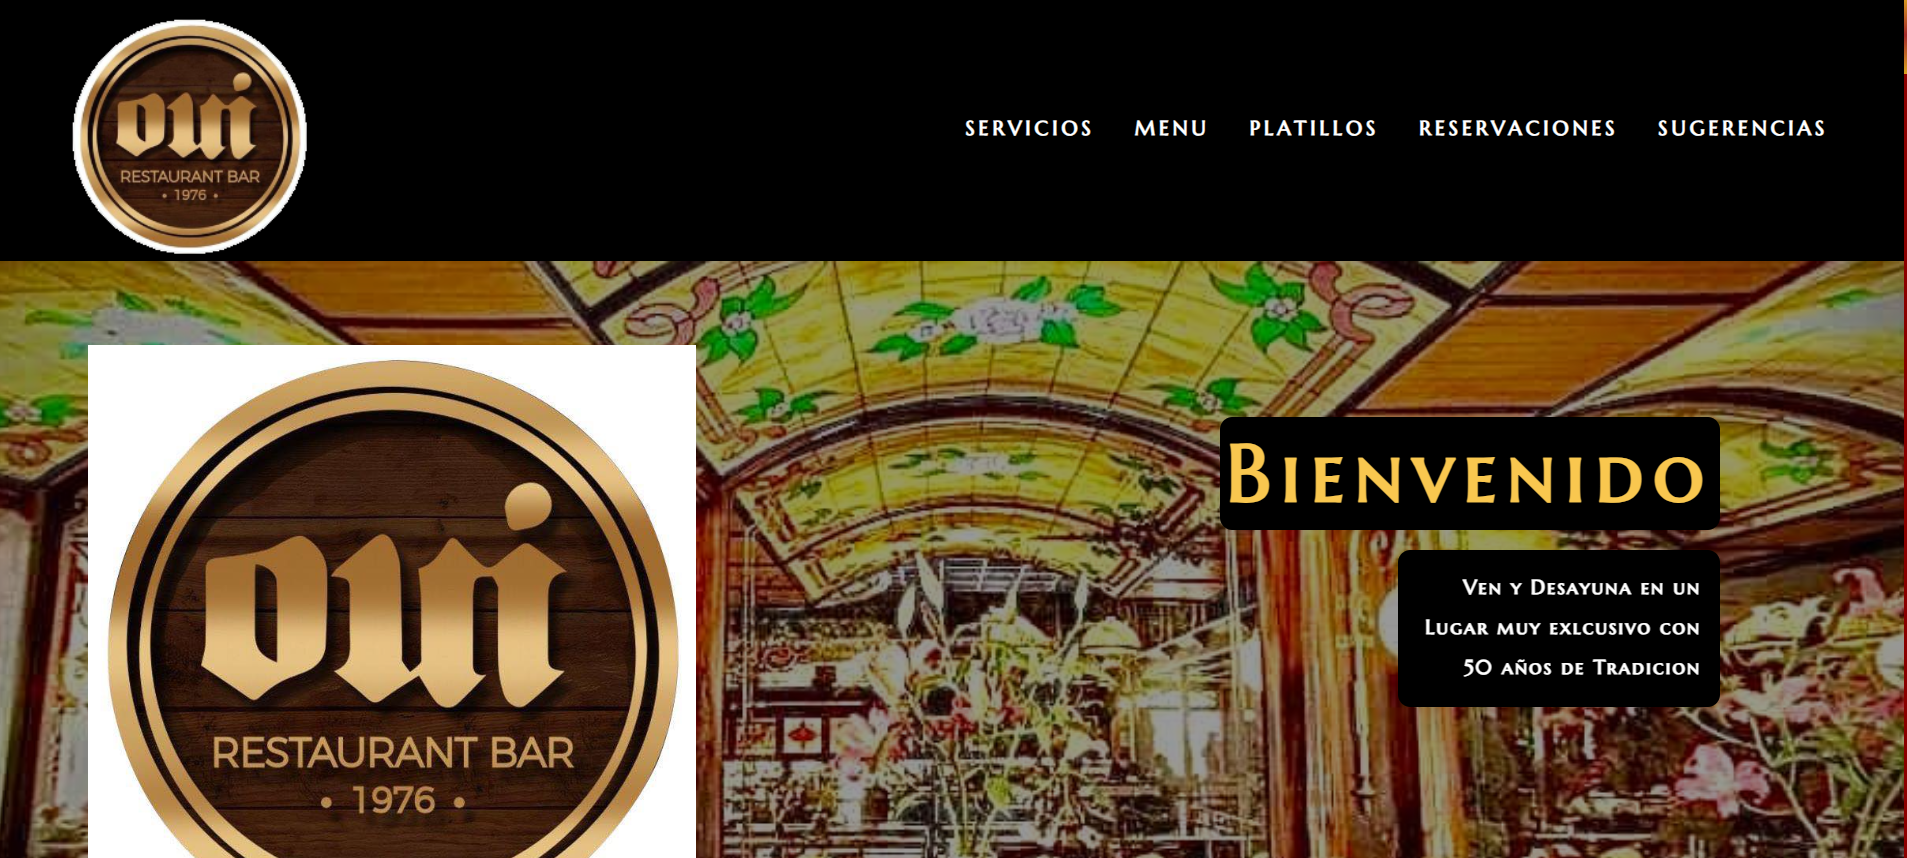 oui
RESTAURANT BAR
• 1976 •
SERVICIOS MENU PLATILLOS RESERVACIONES SUGERENCIAS
oui
RESTAURANT BAR
• 1976 •
BIENVENIDO
VEN Y DESAYUNA EN UN
LUGAR MUY EXLCUSIVO CON
50 AÑOS DE TRADICION